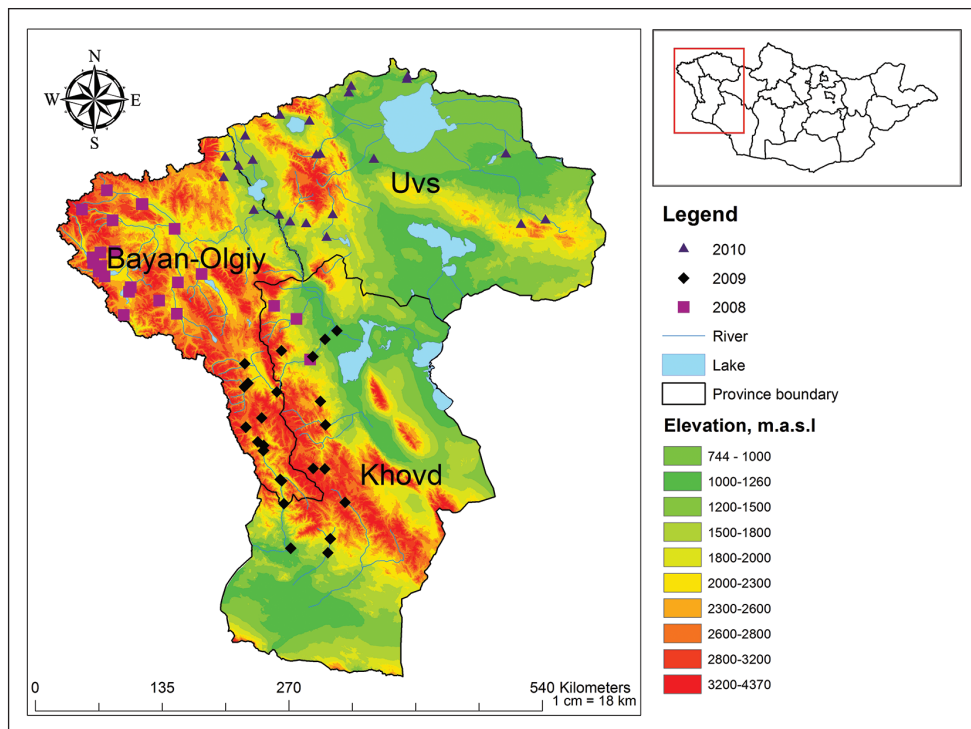 N
W E
S
Uvs
Bayan-Olgiy
Khovd
0 135 270 540 Kilometers
1 cm = 18 km
Legend
2010
2009
2008
River
Lake
Province boundary
Elevation, m.a.s.l
744 - 1000
1000-1260
1200-1500
1500-1800
1800-2000
2000-2300
2300-2600
2600-2800
2800-3200
3200-4370